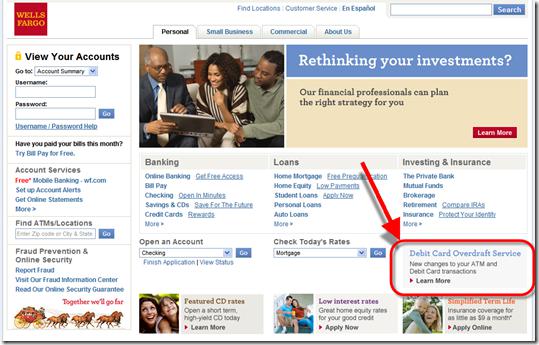 WELLS
FARGO
Find Locations | Customer Service | En Español
Search
Personal
Small Business
Commercial
About Us
View Your Accounts
Go to: Account Summary
Username:
Password:
Go
Username / Password Help
Have you paid your bills this month?
Try Bill Pay for Free.
Account Services
Free* Mobile Banking - wf.com
Set up Account Alerts
Get Online Statements
More >
Find ATMs/Locations
Enter Zip code or City & State
Go
Fraud Prevention &
Online Security
Report Fraud
Visit Our Fraud Information Center
Read Our Online Security Guarantee
Together we'll go far
Rethinking your investments?
Our financial professionals can plan
the right strategy for you
Learn More
Banking
Online Banking Get Free Access
Bill Pay
Checking Open In Minutes
Savings & CDs Save For The Future
Credit Cards Rewards
More >
Loans
Home Mortgage Free Prequalification
Home Equity Low Payments
Student Loans Apply Now
Personal Loans
Auto Loans
More >
Investing & Insurance
The Private Bank
Mutual Funds
Brokerage
Retirement Compare IRAs
Insurance Protect Your Identity
More >
Open an Account
Checking
Go
Finish Application | View Status
Check Today's Rates
Mortgage
Go
Debit Card Overdraft Service
New changes to your ATM and
Debit Card transactions
Learn More
Featured CD rates
Open a short term,
high-yield CD today
Learn More
Low interest rates
Great home equity rates
for your good credit
Apply Now
Simplified Term Life
Insurance coverage for
as little as $9 a month*
Apply Online